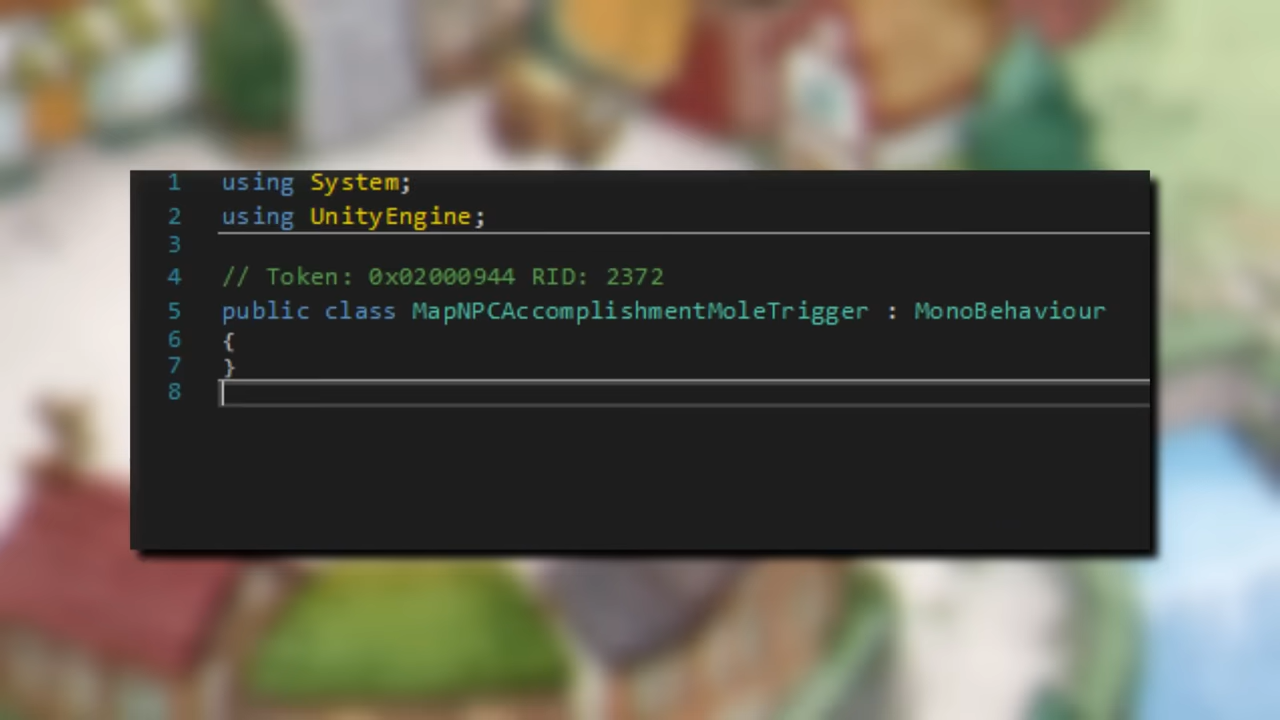 1 using System;
2 using UnityEngine;
3
4 // Token: 0x02000944 RID: 2372
5 public class MapNPCAccomplishmentMoleTrigger : MonoBehaviour
6 {
7 }
8